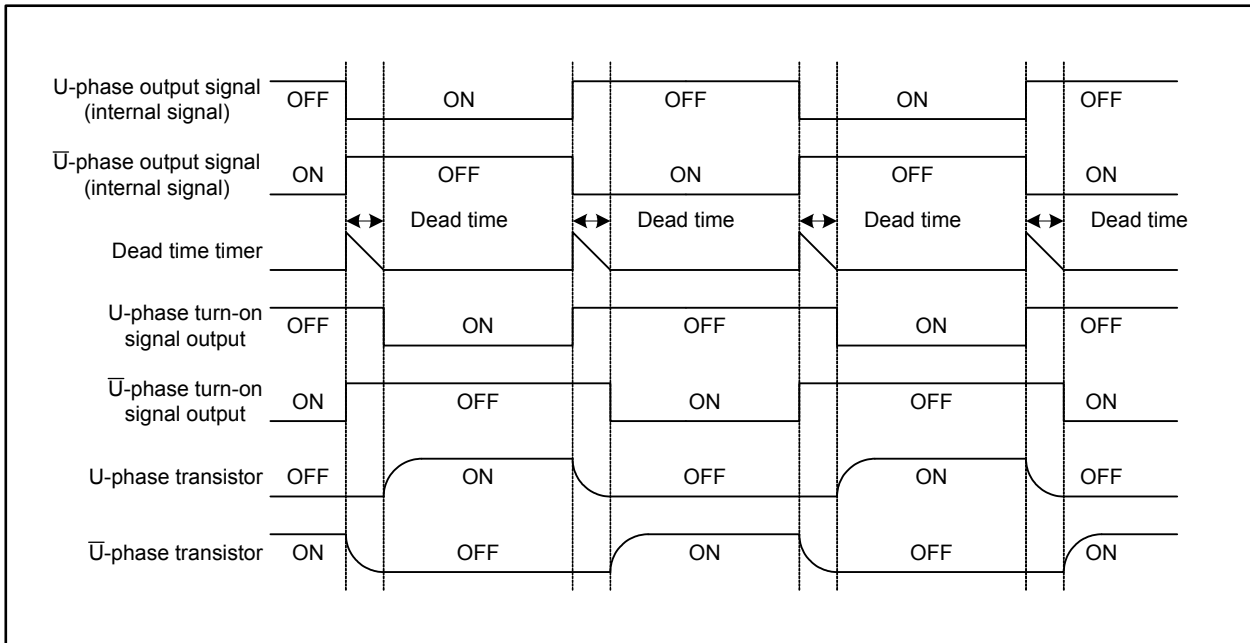 U-phase output signal
(internal signal)
OFF ON OFF ON OFF
U̅-phase output signal
(internal signal)
ON OFF ON OFF ON
Dead time Dead time Dead time Dead time
Dead time timer
U-phase turn-on
signal output
OFF ON OFF ON OFF
U̅-phase turn-on
signal output
ON OFF ON OFF ON
U-phase transistor OFF ON OFF ON OFF
U̅-phase transistor ON OFF ON OFF ON